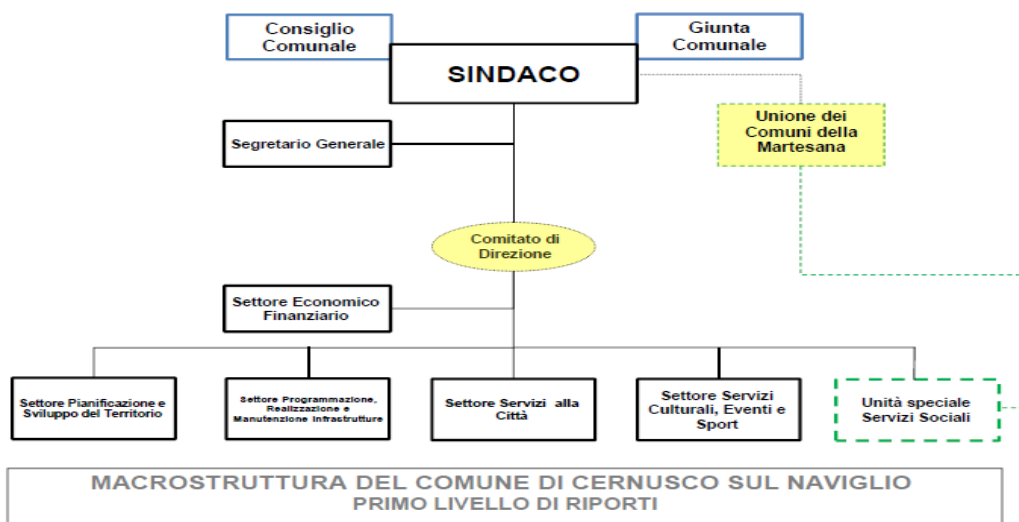 Consiglio
Comunale
Giunta
Comunale
SINDACO
Unione dei
Comuni della
Martesana
Segretario Generale
Comitato di
Direzione
Settore Economico
Finanziario
Settore Pianificazione e
Sviluppo del Territorio
Settore Programmazione,
Realizzazione e
Manutenzione Infrastrutture
Settore Servizi alla
Città
Settore Servizi
Culturali, Eventi e
Sport
Unità speciale
Servizi Sociali
MACROSTRUTTURA DEL COMUNE DI CERNUSCO SUL NAVIGLIO
PRIMO LIVELLO DI RIPORTI